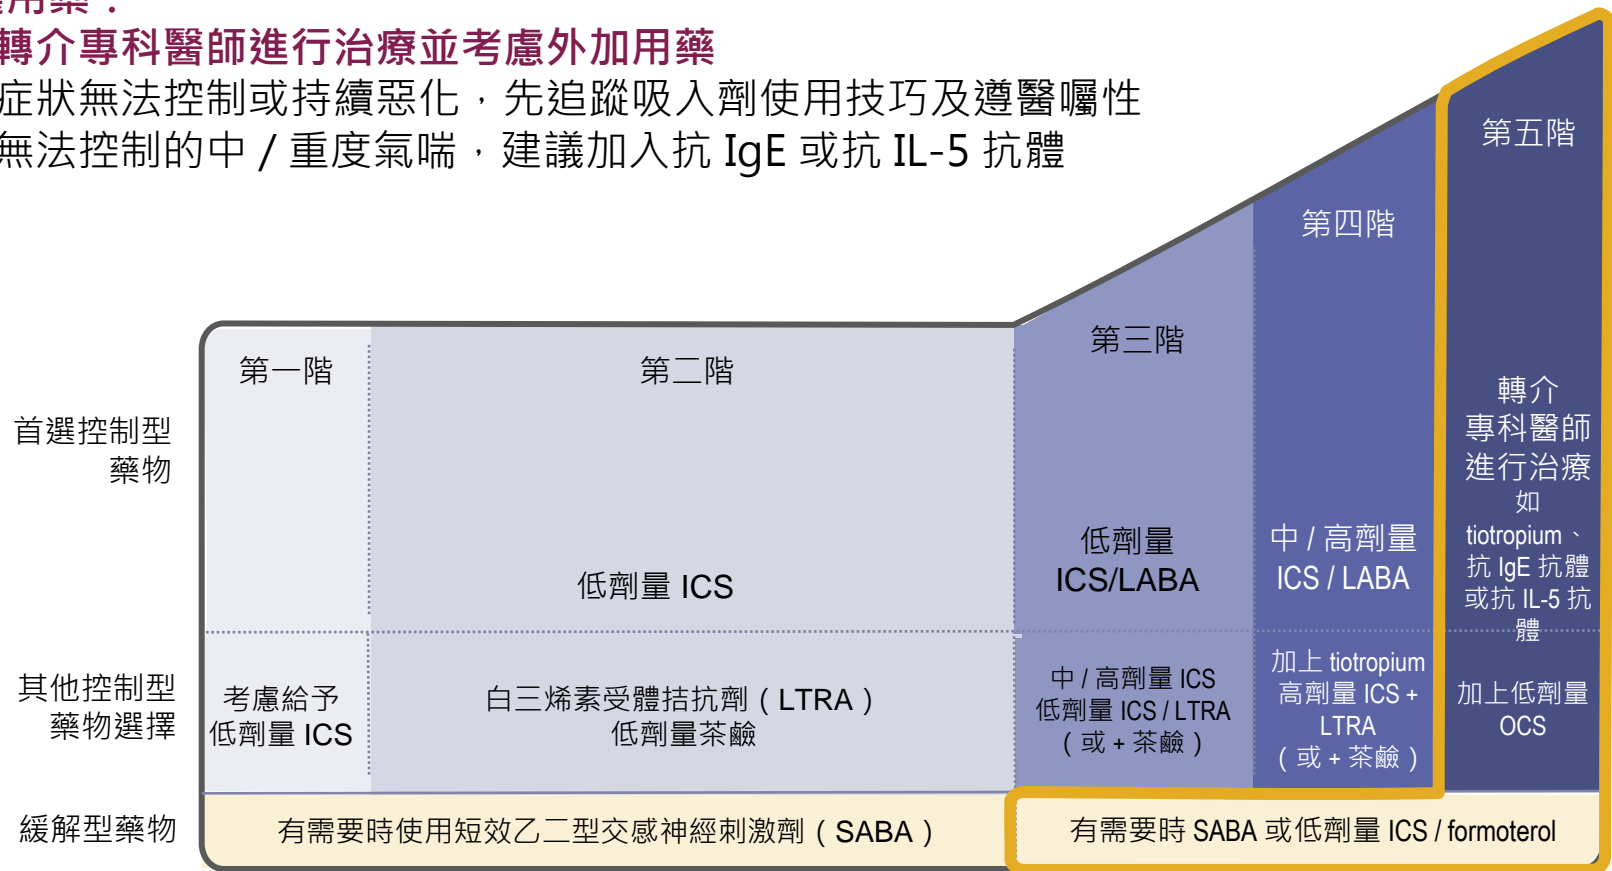 用藥：
轉介專科醫師進行治療並考慮外加用藥
症狀無法控制或持續惡化，先追蹤吸入劑使用技巧及遵醫囑性
無法控制的中 / 重度氣喘，建議加入抗 IgE 或抗 IL-5 抗體
第一階
第二階
第三階
第四階
第五階
首選控制型
藥物
低劑量 ICS
低劑量
ICS/LABA
中 / 高劑量
ICS / LABA
轉介
專科醫師
進行治療
如
tiotropium、
抗 IgE 抗體
或抗 IL-5 抗
體
其他控制型
藥物選擇
考慮給予
低劑量 ICS
白三烯素受體拮抗劑（LTRA）
低劑量茶鹼
中 / 高劑量 ICS
低劑量 ICS / LTRA
（或 + 茶鹼）
加上 tiotropium
高劑量 ICS +
LTRA
（或 + 茶鹼）
加上低劑量
OCS
緩解型藥物
有需要時使用短效乙二型交感神經刺激劑（SABA）
有需要時 SABA 或低劑量 ICS / formoterol